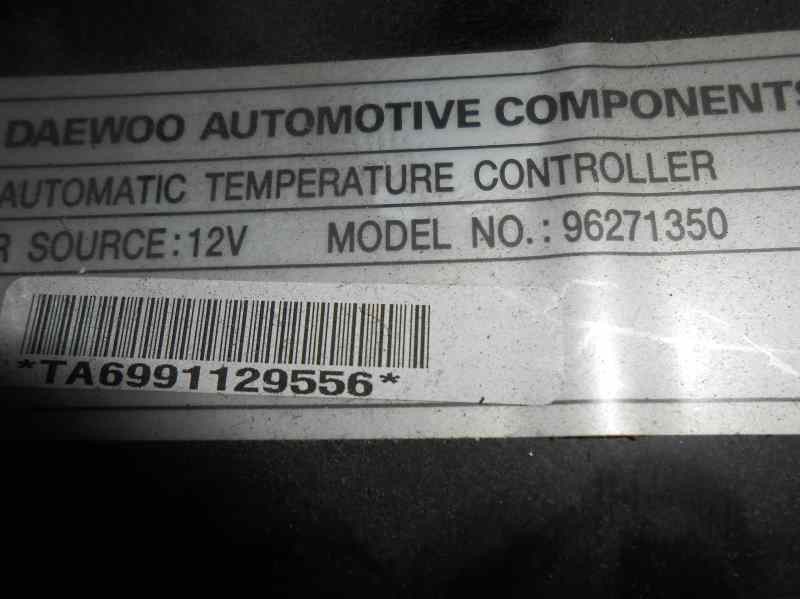 DAEWOO AUTOMOTIVE COMPONENTS
AUTOMATIC TEMPERATURE CONTROLLER
R SOURCE: 12V MODEL NO.: 96271350
*TA6991129556*